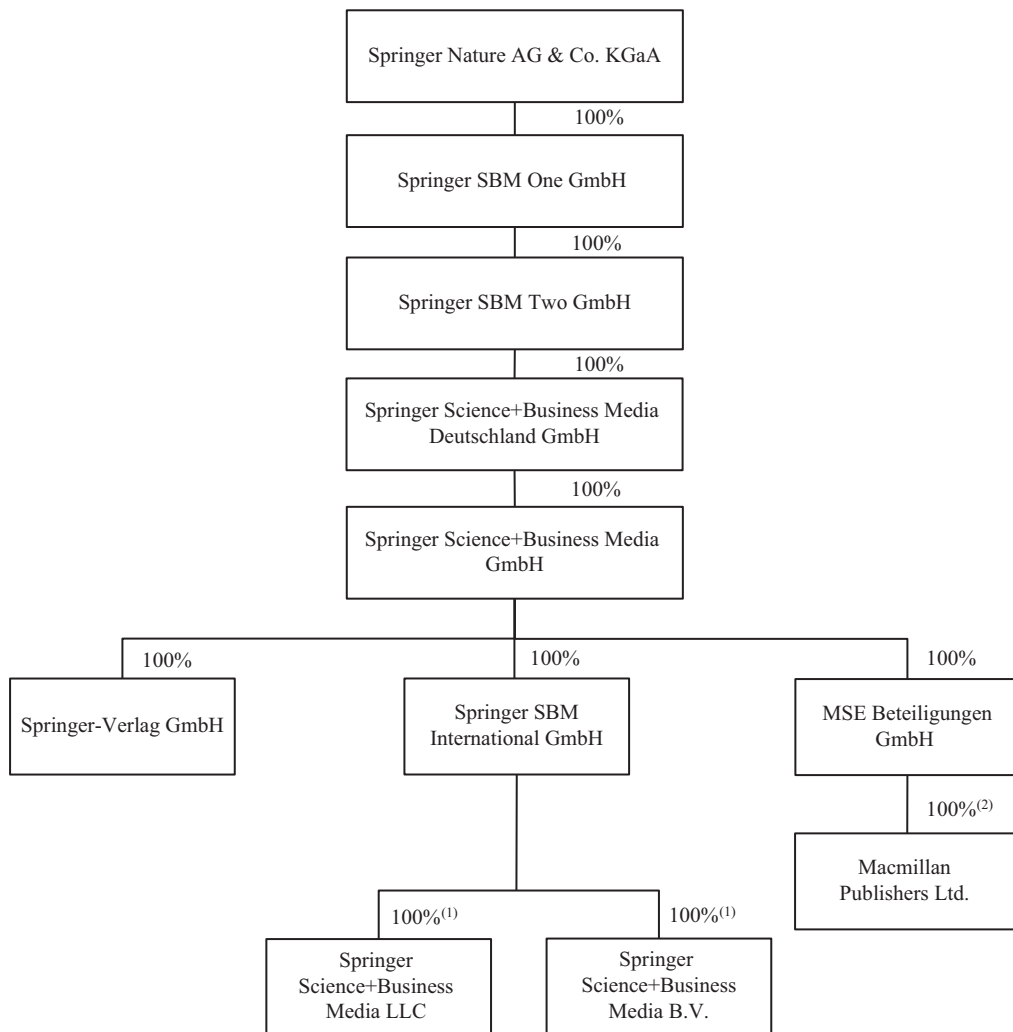 Springer Nature AG & Co. KGaA
100%
Springer SBM One GmbH
100%
Springer SBM Two GmbH
100%
Springer Science+Business Media
Deutschland GmbH
100%
Springer Science+Business Media
GmbH
100%
100%
100%
Springer-Verlag GmbH
Springer SBM
International GmbH
MSE Beteiligungen
GmbH
100%(2)
Macmillan
Publishers Ltd.
100%(1)
100%(1)
Springer
Science+Business
Media LLC
Springer
Science+Business
Media B.V.